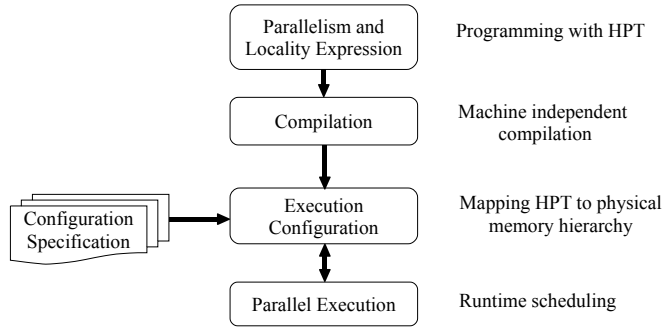 Parallelism and
Locality Expression
Programming with HPT
Compilation
Machine independent
compilation
Configuration
Specification
Execution
Configuration
Mapping HPT to physical
memory hierarchy
Parallel Execution
Runtime scheduling